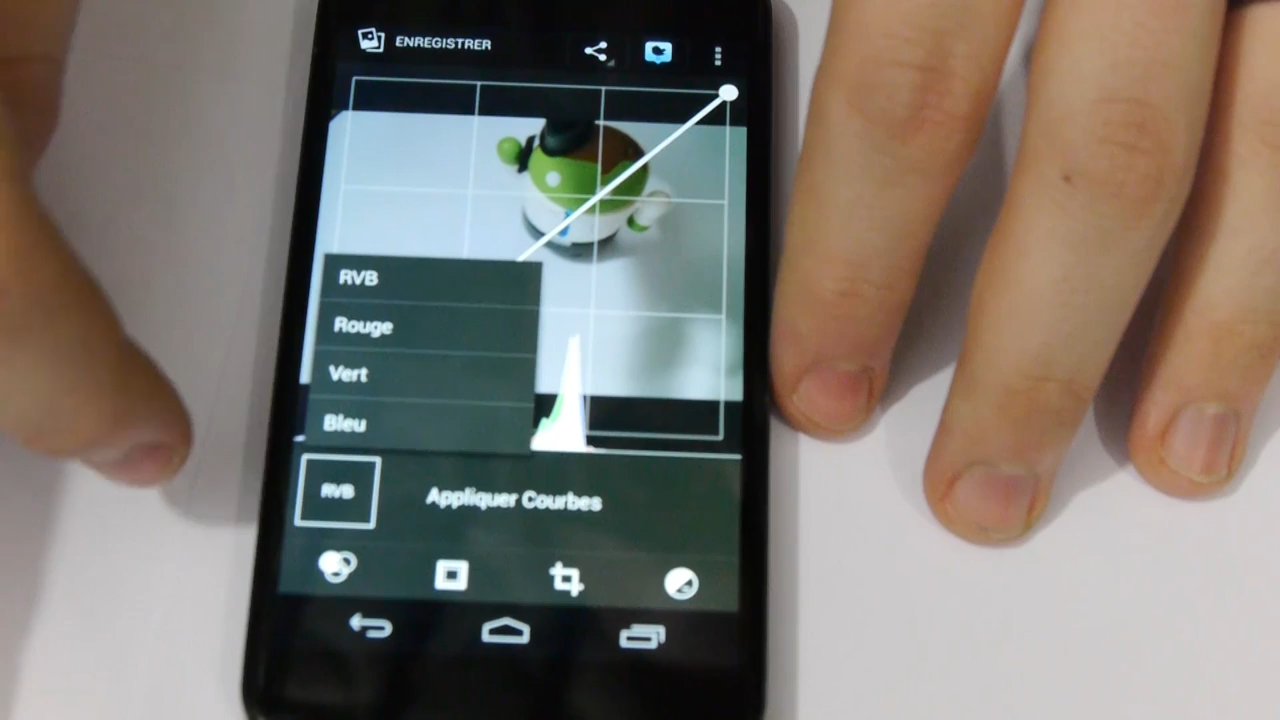 ENREGISTRER
RVB
Rouge
Vert
Bleu
RVB
Appliquer Courbes